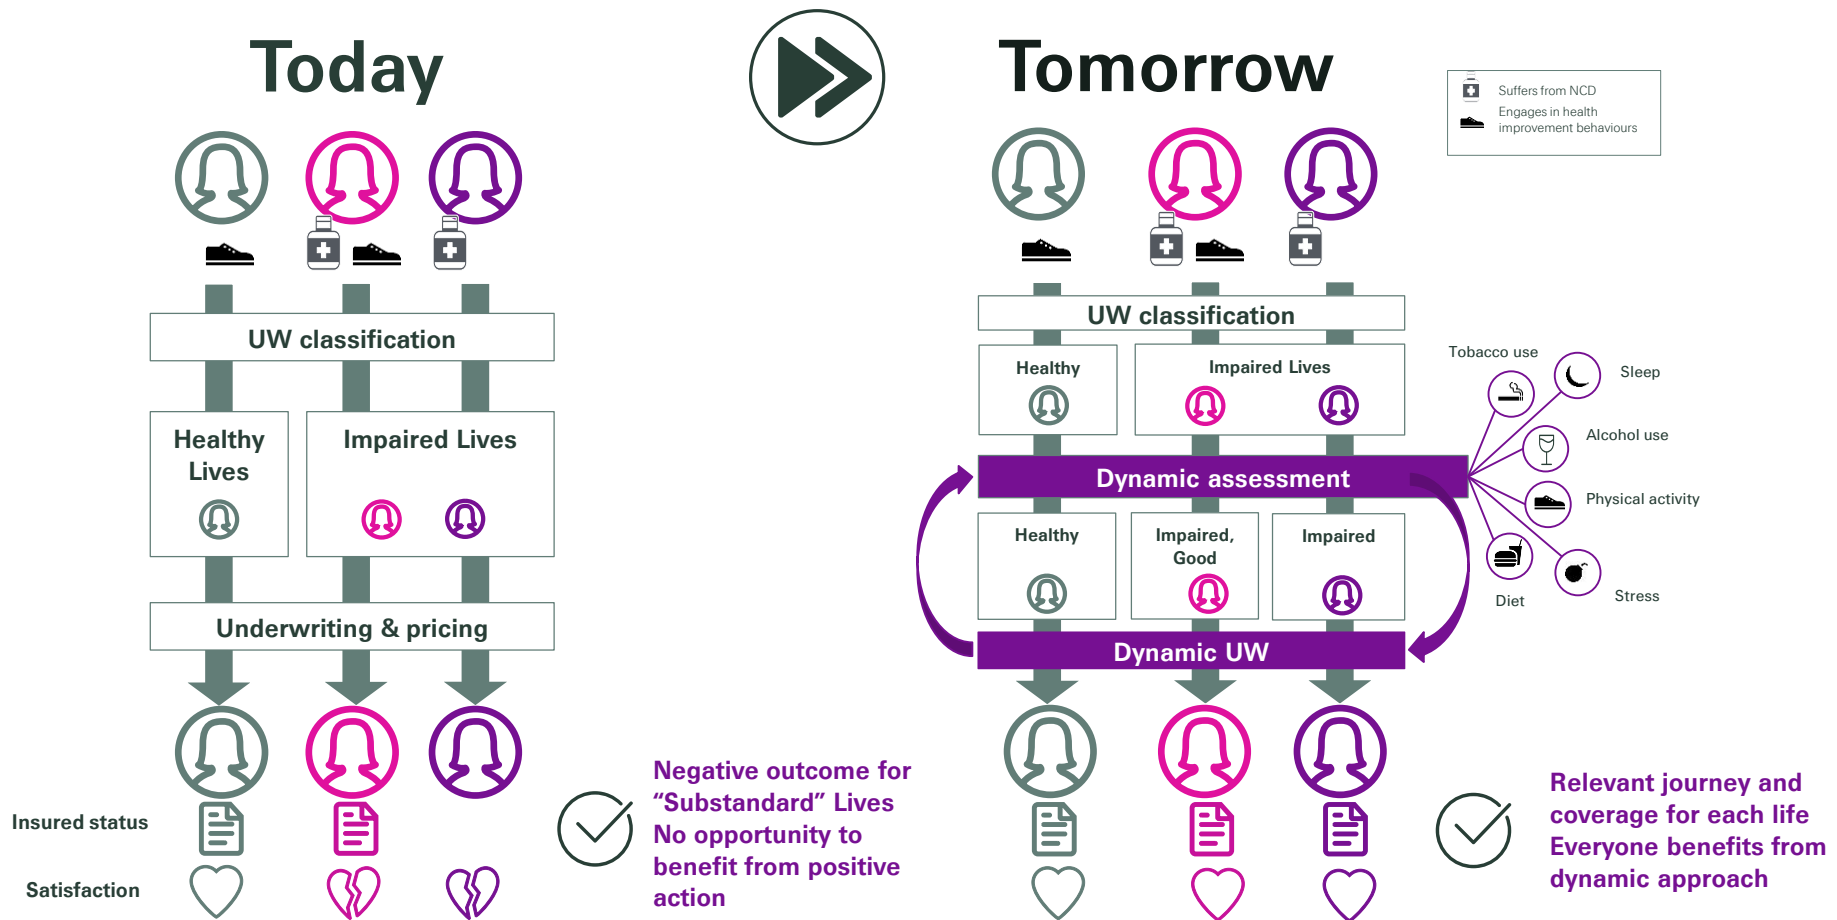 Today
Tomorrow
Suffers from NCD
Engages in health
improvement behaviours
UW classification
Healthy
Lives
Impaired Lives
Underwriting & pricing
Insured status
Satisfaction
Negative outcome for
“Substandard” Lives
No opportunity to
benefit from positive
action
UW classification
Healthy
Impaired Lives
Dynamic assessment
Healthy
Impaired,
Good
Impaired
Dynamic UW
Tobacco use
Sleep
Alcohol use
Physical activity
Diet
Stress
Relevant journey and
coverage for each life
Everyone benefits from
dynamic approach